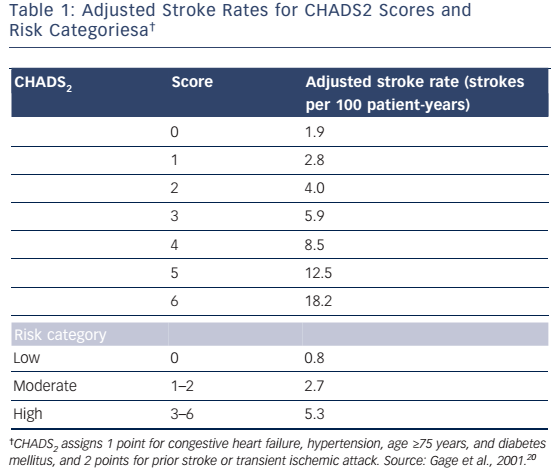 Table 1: Adjusted Stroke Rates for CHADS2 Scores and
Risk Categoriesa†
CHADS₂ Score Adjusted stroke rate (strokes
per 100 patient-years)
0 1.9
1 2.8
2 4.0
3 5.9
4 8.5
5 12.5
6 18.2
Risk category
Low 0 0.8
Moderate 1–2 2.7
High 3–6 5.3
†CHADS₂ assigns 1 point for congestive heart failure, hypertension, age ≥75 years, and diabetes
mellitus, and 2 points for prior stroke or transient ischemic attack. Source: Gage et al., 2001.²⁰